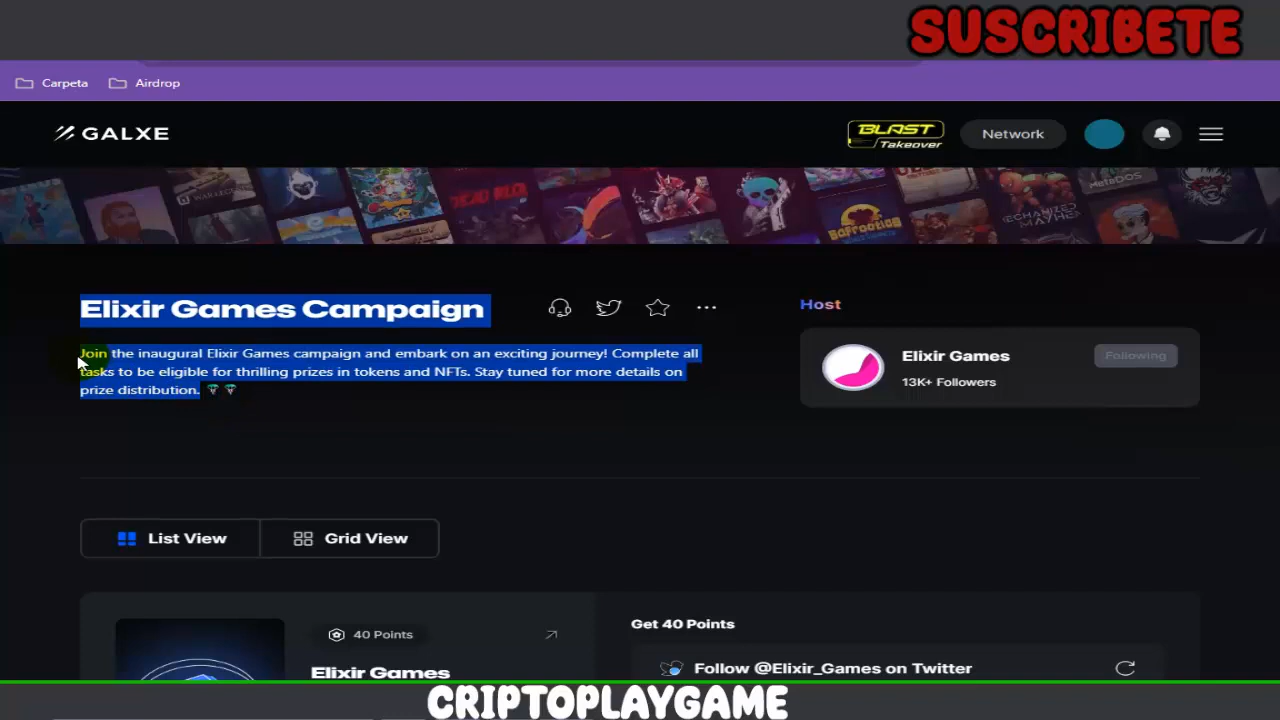 SUSCRIBETE
Carpeta
Airdrop
GALXE
BLAST
Takeover
Network
Elixir Games Campaign
Join the inaugural Elixir Games campaign and embark on an exciting journey! Complete all
tasks to be eligible for thrilling prizes in tokens and NFTs. Stay tuned for more details on
prize distribution.
Host
Elixir Games
Following
13K+ Followers
List View
Grid View
40 Points
Elixir Games
Get 40 Points
Follow @Elixir_Games on Twitter
CRIPTOPLAYGAME